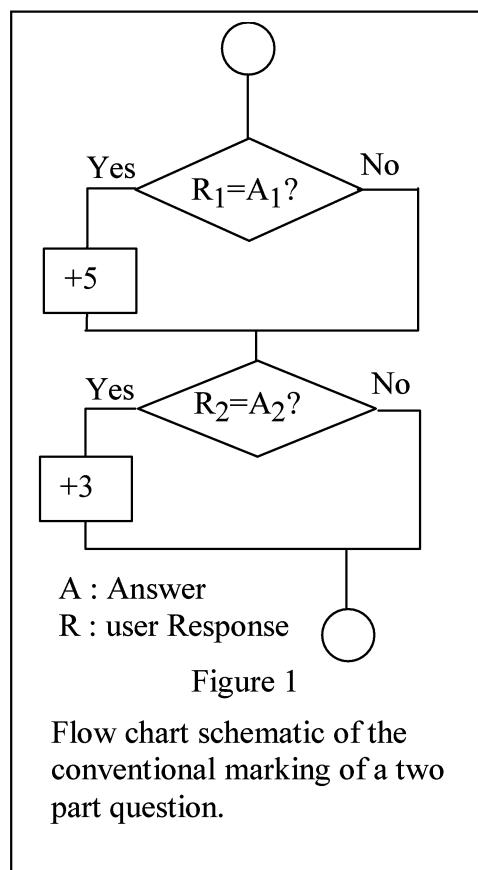 Yes
No
R1=A1?
+5
Yes
No
R2=A2?
+3
A : Answer
R : user Response
Figure 1
Flow chart schematic of the
conventional marking of a two
part question.